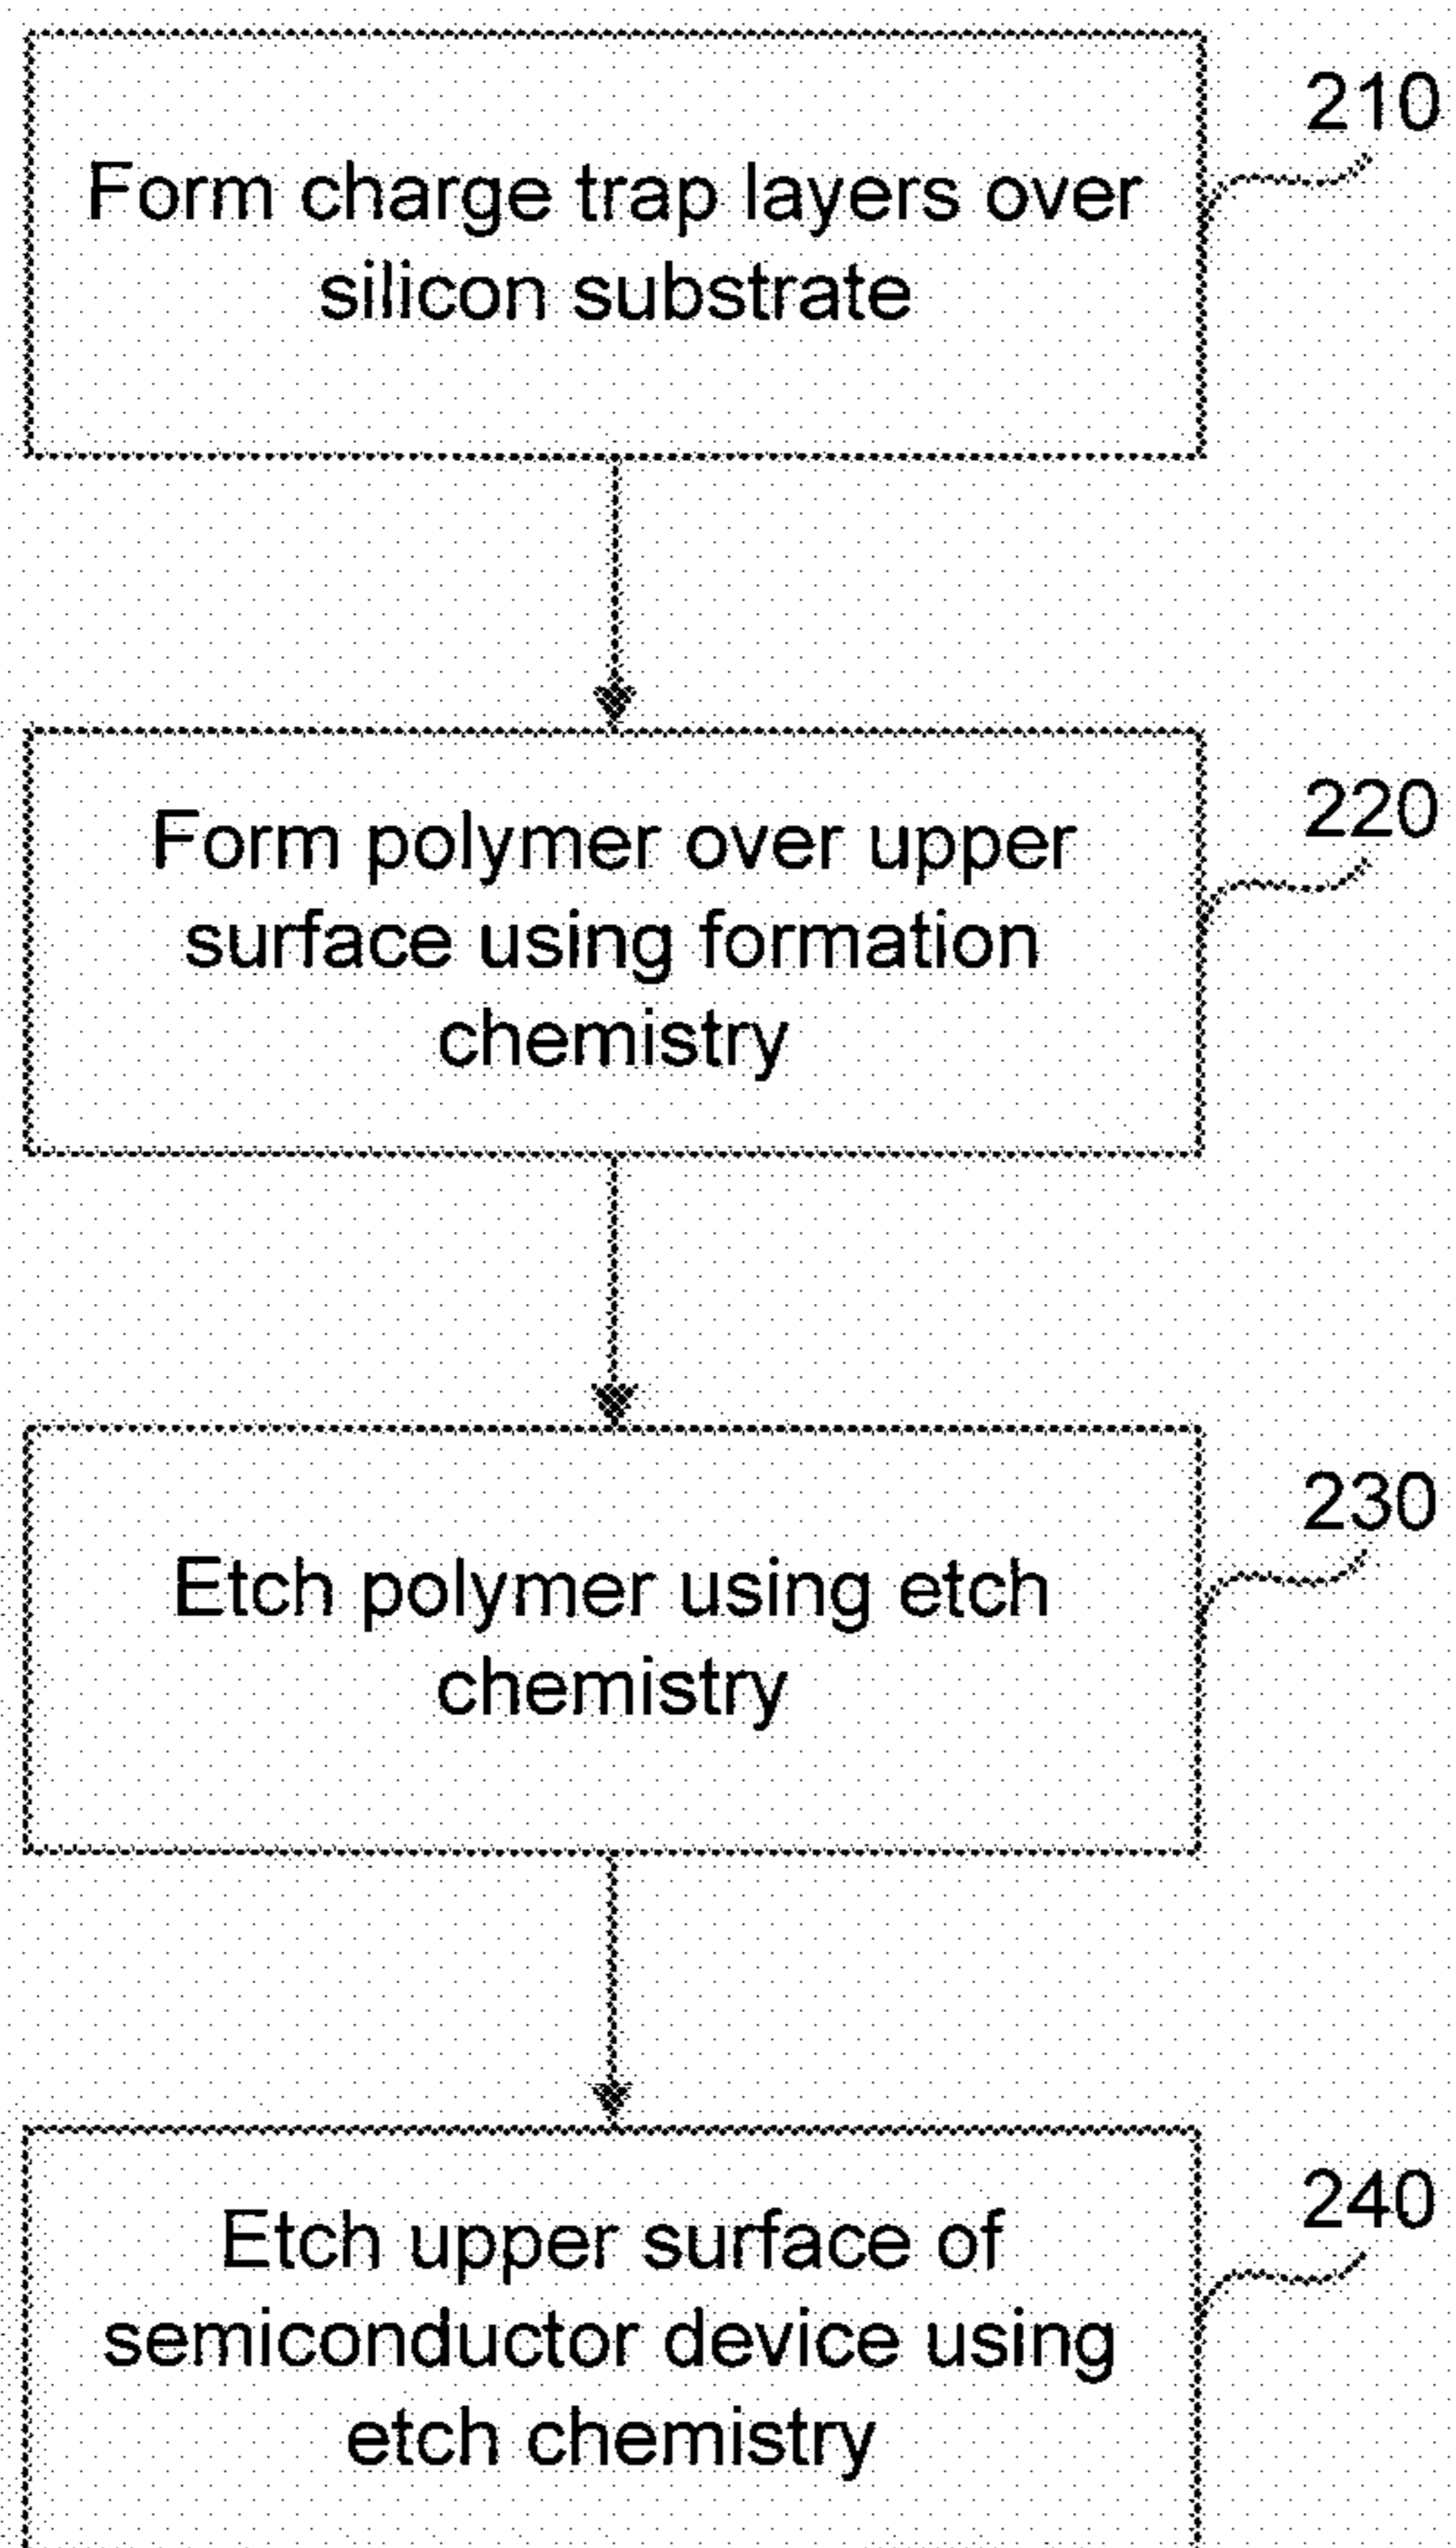 210
Form charge trap layers over
silicon substrate
220
Form polymer over upper
surface using formation
chemistry
230
Etch polymer using etch
chemistry
240
Etch upper surface of
semiconductor device using
etch chemistry